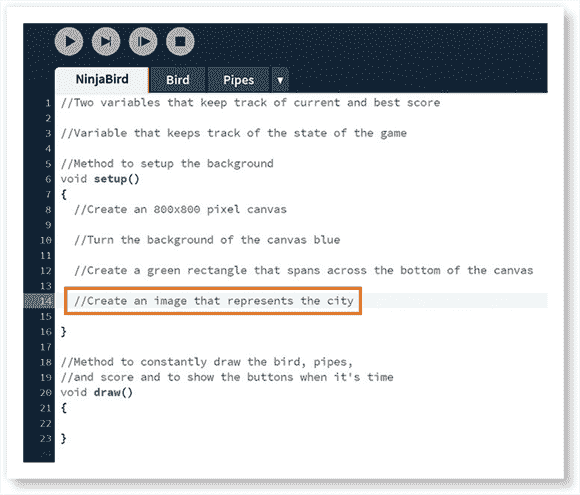 NinjaBird Bird Pipes ▼
1 //Two variables that keep track of current and best score
2
3 //Variable that keeps track of the state of the game
4
5 //Method to setup the background
6 void setup()
7 {
8 //Create an 800x800 pixel canvas
9
10 //Turn the background of the canvas blue
11
12 //Create a green rectangle that spans across the bottom of the canvas
13
14 //Create an image that represents the city
15
16 }
17
18 //Method to constantly draw the bird, pipes,
19 //and score and to show the buttons when it's time
20 void draw()
21 {
22
23 }